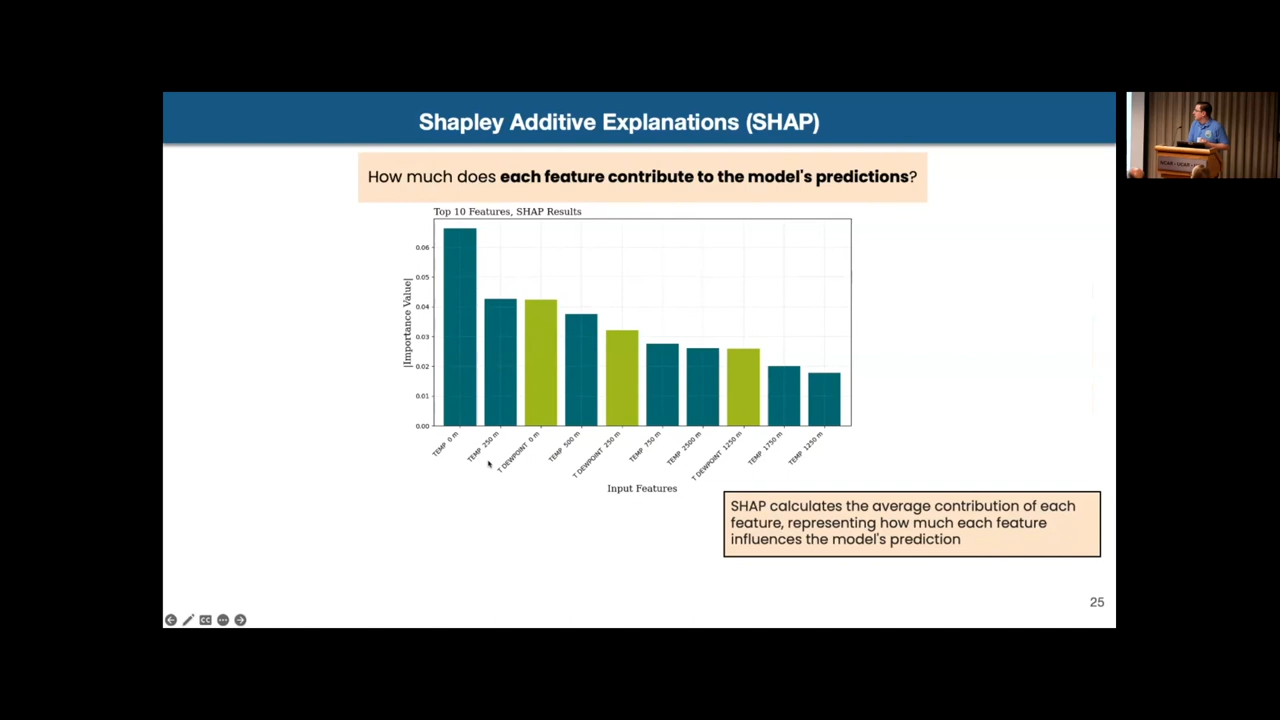 Shapley Additive Explanations (SHAP)
How much does each feature contribute to the model's predictions?
Top 10 Features, SHAP Results
|Importance Value|
0.06
0.05
0.04
0.03
0.02
0.01
0.00
TEMP 0 m
TEMP 250 m
T DEWPOINT 0 m
TEMP 500 m
T DEWPOINT 250 m
TEMP 750 m
TEMP 2500 m
T DEWPOINT 1250 m
TEMP 1750 m
TEMP 1250 m
Input Features
SHAP calculates the average contribution of each
feature, representing how much each feature
influences the model's prediction
25
CC